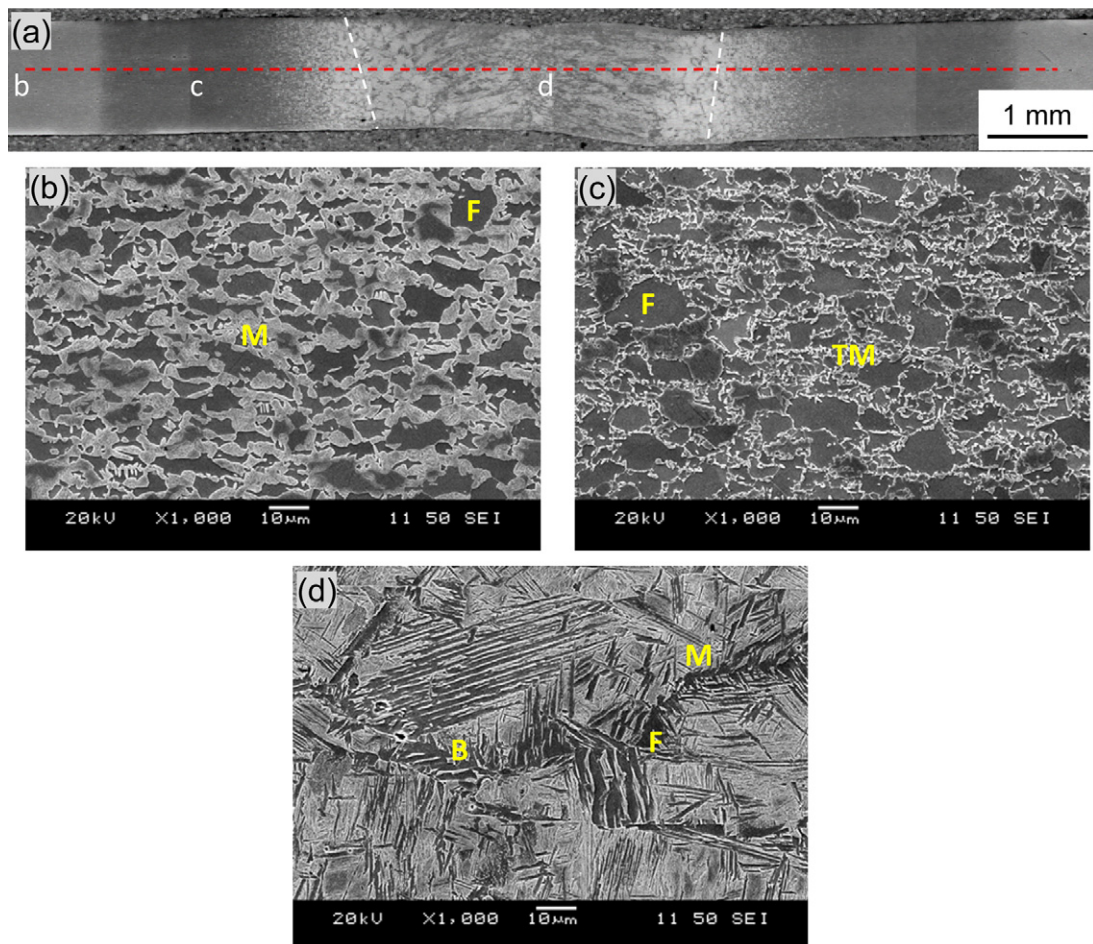 (a)
b
c
d
1 mm
(b)
F
M
20kV X1,000 10μm 11 50 SEI
(c)
F
TM
20kV X1,000 10μm 11 50 SEI
(d)
M
B
F
20kV X1,000 10μm 11 50 SEI